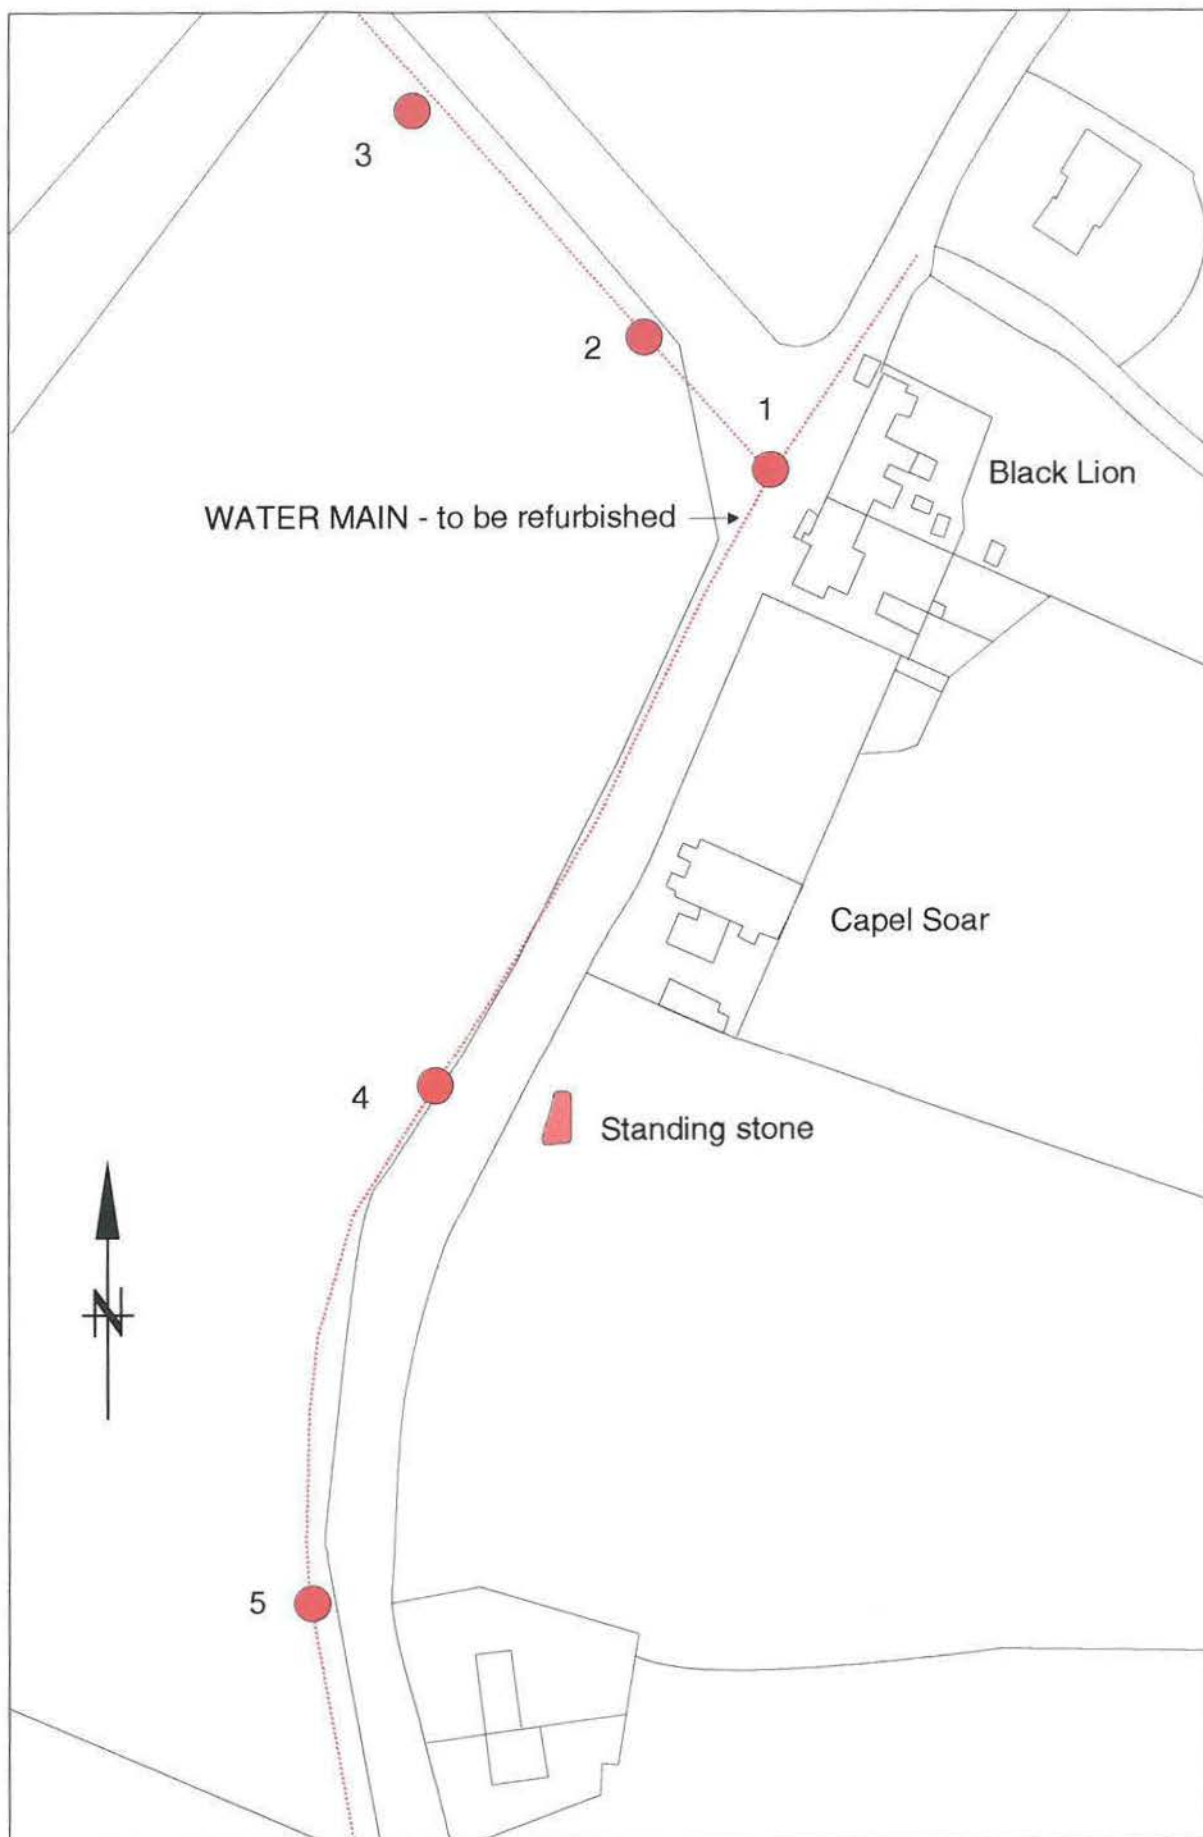 3
2
1
Black Lion
WATER MAIN - to be refurbished
Capel Soar
4
Standing stone
N
5